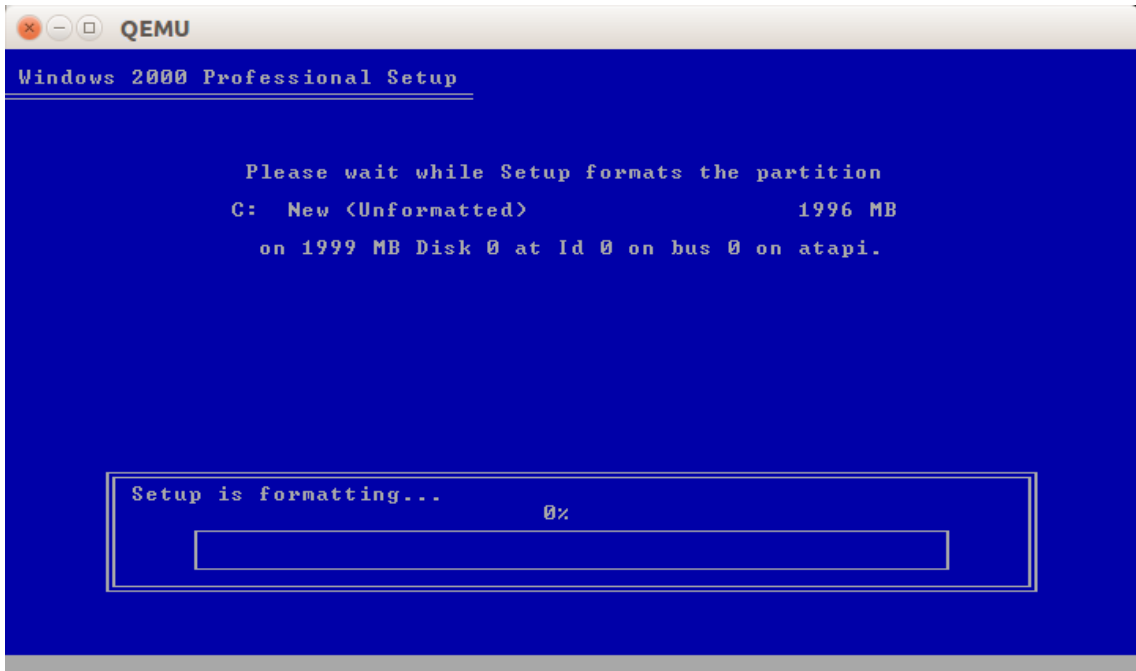 QEMU
Windows 2000 Professional Setup
Please wait while Setup formats the partition
C: New (Unformatted) 1996 MB
on 1999 MB Disk 0 at Id 0 on bus 0 on atapi.
Setup is formatting...
0%